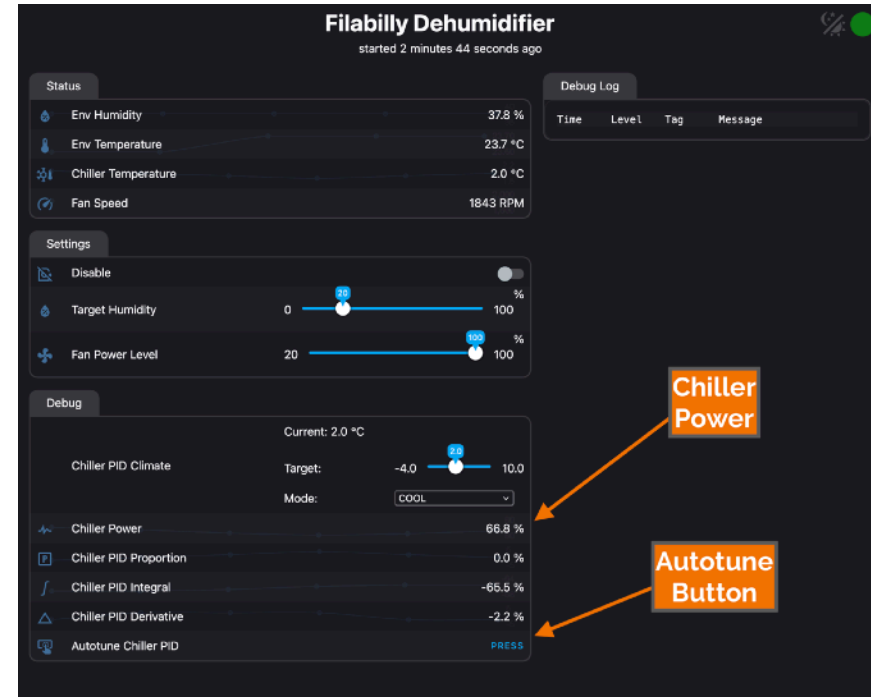 Filabilly Dehumidifier
started 2 minutes 44 seconds ago
Status
Env Humidity 37.8 %
Env Temperature 23.7 °C
Chiller Temperature 2.0 °C
Fan Speed 1843 RPM
Settings
Disable
Target Humidity 0 20 100 %
Fan Power Level 20 100 100 %
Debug
Chiller PID Climate
Current: 2.0 °C
Target: -4.0 2.0 10.0
Mode: COOL
Chiller Power 66.8 %
P Chiller PID Proportion 0.0 %
Chiller PID Integral -65.5 %
Chiller PID Derivative -2.2 %
Autotune Chiller PID PRESS
Debug Log
Time Level Tag Message
Chiller
Power
Autotune
Button